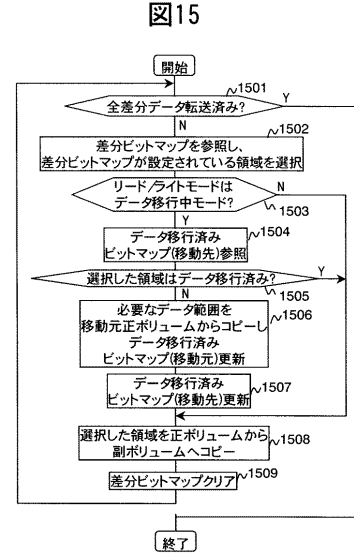 図15
開始
1501
全差分データ転送済み?
Y
N
1502
差分ビットマップを参照し、
差分ビットマップが設定されている領域を選択
リード/ライトモードは
データ移行中モード?
N
1503
Y
1504
データ移行済み
ビットマップ(移動先)参照
選択した領域はデータ移行済み?
Y
1505
N
必要なデータ範囲を
移動元正ボリュームからコピーし
データ移行済み
ビットマップ(移動元)更新
1506
データ移行済み
ビットマップ(移動先)更新
1507
選択した領域を正ボリュームから
副ボリュームへコピー
1508
1509
差分ビットマップクリア
終了